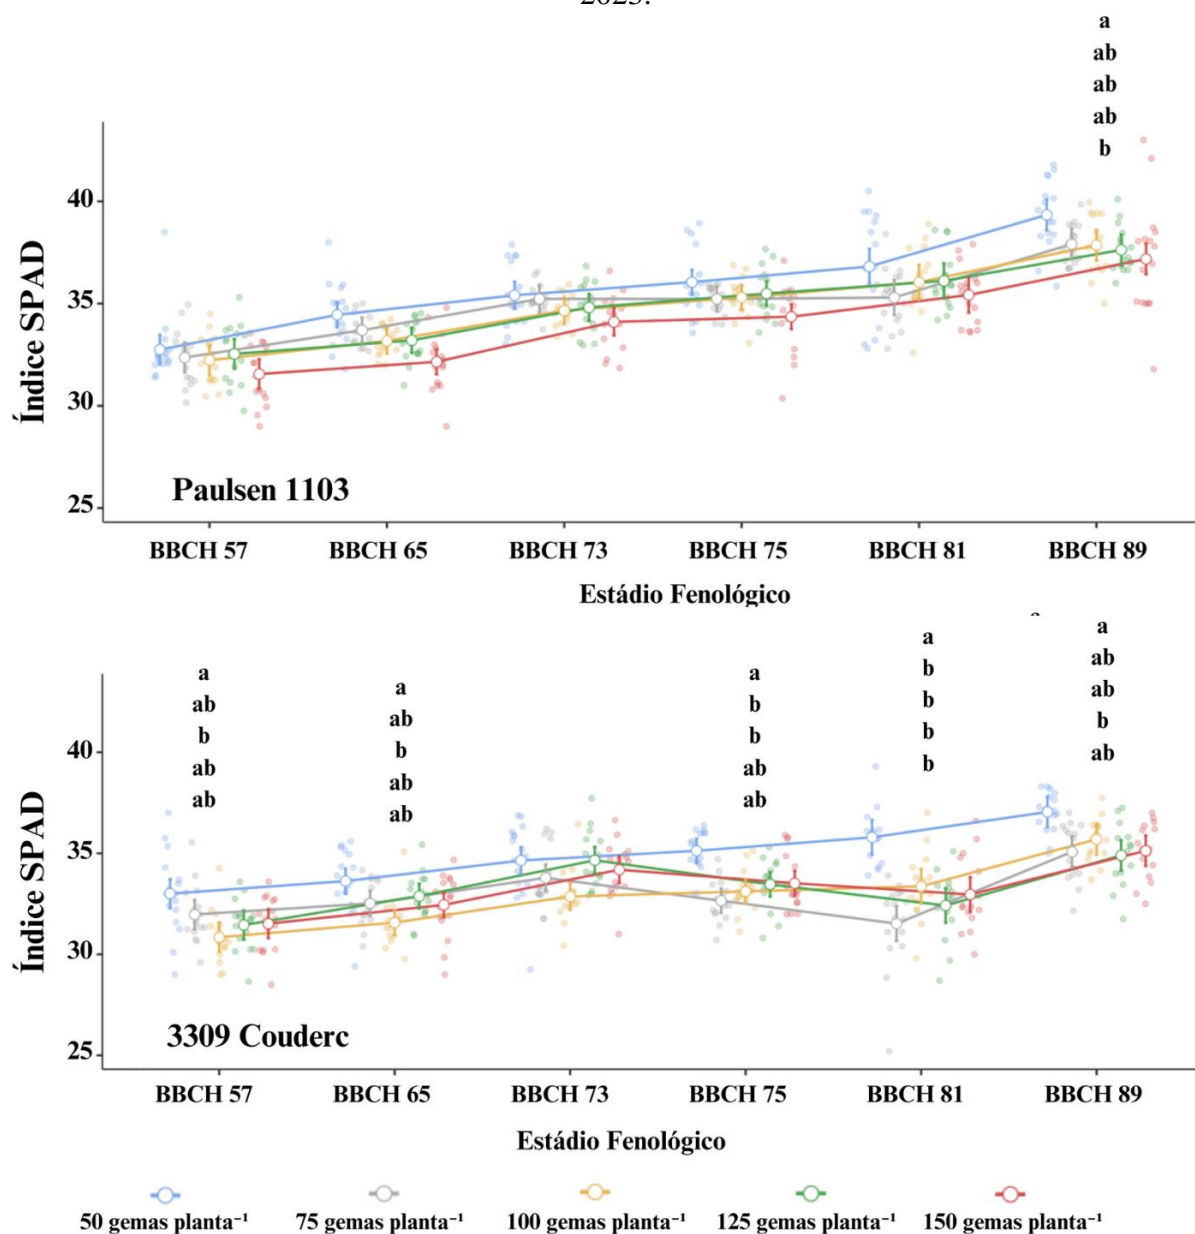 2023.
a
ab
ab
ab
b
40
35
30
25
Índice SPAD
Paulsen 1103
BBCH 57 BBCH 65 BBCH 73 BBCH 75 BBCH 81 BBCH 89
Estádio Fenológico
a
ab
b
ab
ab
a
ab
b
ab
ab
a
b
b
ab
ab
a
b
b
b
b
a
ab
ab
b
ab
40
35
30
25
Índice SPAD
3309 Couderc
BBCH 57 BBCH 65 BBCH 73 BBCH 75 BBCH 81 BBCH 89
Estádio Fenológico
50 gemas planta⁻¹ 75 gemas planta⁻¹ 100 gemas planta⁻¹ 125 gemas planta⁻¹ 150 gemas planta⁻¹